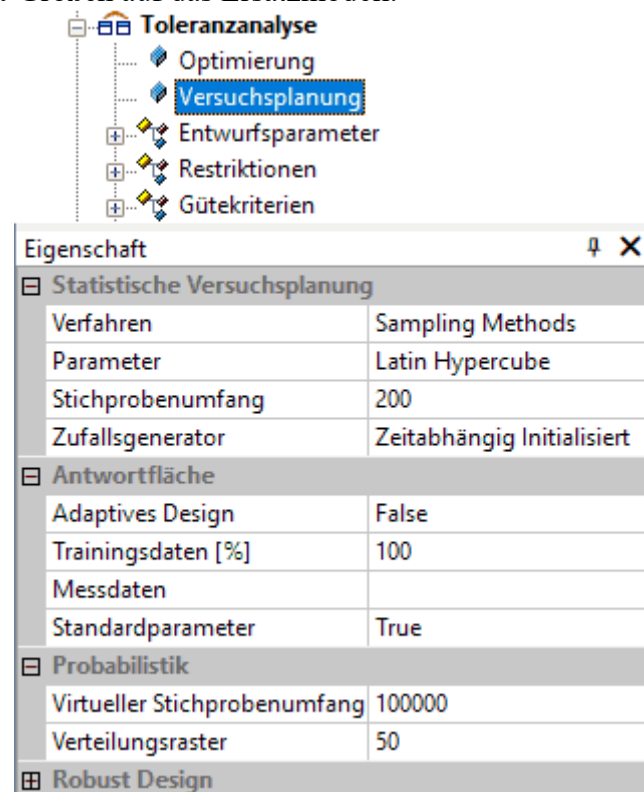 Toleranzanalyse
Optimierung
Versuchsplanung
Entwurfsparameter
Restriktionen
Gütekriterien
Eigenschaft
Statistische Versuchsplanung
Verfahren Sampling Methods
Parameter Latin Hypercube
Stichprobenumfang 200
Zufallsgenerator Zeitabhängig Initialisiert
Antwortfläche
Adaptives Design False
Trainingsdaten [%] 100
Messdaten
Standardparameter True
Probabilistik
Virtueller Stichprobenumfang 100000
Verteilungsraster 50
Robust Design